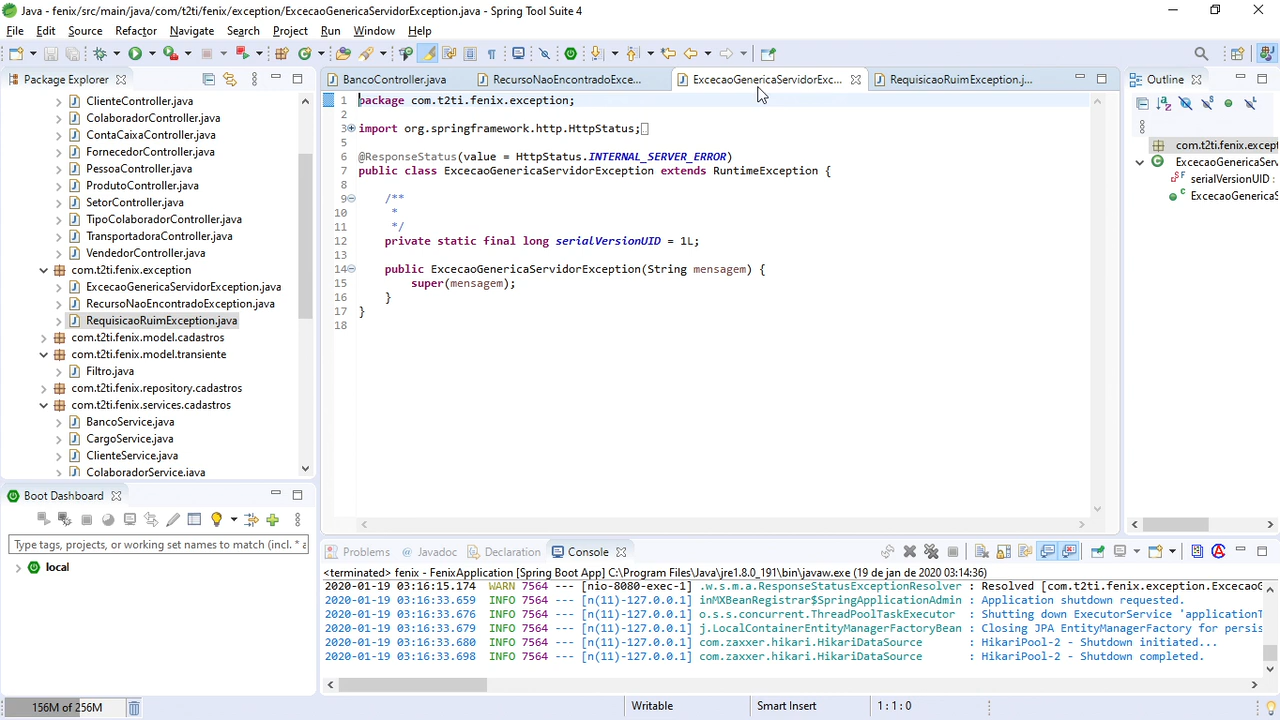 Java - fenix/src/main/java/com/t2ti/fenix/exception/ExcecaoGenericaServidorException.java - Spring Tool Suite 4
File Edit Source Refactor Navigate Search Project Run Window Help
Package Explorer
ClienteController.java
ColaboradorController.java
ContaCaixaController.java
FornecedorController.java
PessoaController.java
ProdutoController.java
SetorController.java
TipoColaboradorController.java
TransportadoraController.java
VendedorController.java
com.t2ti.fenix.exception
ExcecaoGenericaServidorException.java
RecursoNaoEncontradoException.java
RequisicaoRuimException.java
com.t2ti.fenix.model.cadastros
com.t2ti.fenix.model.transiente
Filtro.java
com.t2ti.fenix.repository.cadastros
com.t2ti.fenix.services.cadastros
BancoService.java
CargoService.java
ClienteService.java
ColaboradorService.java
Boot Dashboard
Type tags, projects, or working set names to match (incl. * a
local
BancoController.java RecursoNaoEncontradoExce... ExcecaoGenericaServidorExc... RequisicaoRuimException.j...
1 package com.t2ti.fenix.exception;
2
3 import org.springframework.http.HttpStatus;
5
6 @ResponseStatus(value = HttpStatus.INTERNAL_SERVER_ERROR)
7 public class ExcecaoGenericaServidorException extends RuntimeException {
8
9 /**
10 *
11 */
12 private static final long serialVersionUID = 1L;
13
14 public ExcecaoGenericaServidorException(String mensagem) {
15 super(mensagem);
16 }
17 }
18
Outline
com.t2ti.fenix.except
ExcecaoGenericaServ
serialVersionUID :
ExcecaoGenericaS
Problems Javadoc Declaration Console
<terminated> fenix - FenixApplication [Spring Boot App] C:\Program Files\Java\jre1.8.0_191\bin\javaw.exe (19 de jan de 2020 03:14:36)
2020-01-19 03:16:15.174 WARN 7564 --- [nio-8080-exec-1] .w.s.m.a.ResponseStatusExceptionResolver : Resolved [com.t2ti.fenix.exception.ExcecaoG
2020-01-19 03:16:33.659 INFO 7564 --- [n(11)-127.0.0.1] inMXBeanRegistrar$SpringApplicationAdmin : Application shutdown requested.
2020-01-19 03:16:33.676 INFO 7564 --- [n(11)-127.0.0.1] o.s.s.concurrent.ThreadPoolTaskExecutor : Shutting down ExecutorService 'applicationT
2020-01-19 03:16:33.679 INFO 7564 --- [n(11)-127.0.0.1] j.LocalContainerEntityManagerFactoryBean : Closing JPA EntityManagerFactory for persis
2020-01-19 03:16:33.680 INFO 7564 --- [n(11)-127.0.0.1] com.zaxxer.hikari.HikariDataSource : HikariPool-2 - Shutdown initiated...
2020-01-19 03:16:33.698 INFO 7564 --- [n(11)-127.0.0.1] com.zaxxer.hikari.HikariDataSource : HikariPool-2 - Shutdown completed.
156M of 256M Writable Smart Insert 1 : 1 : 0